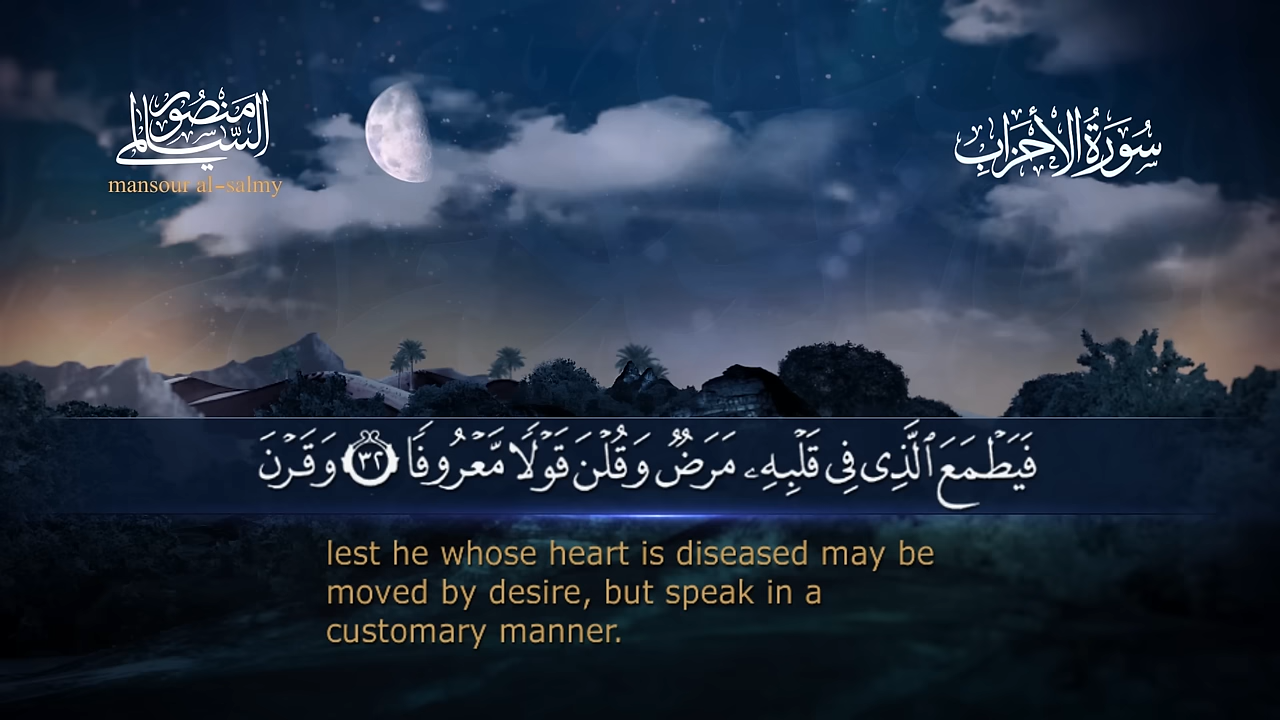 منصور
السالمي
mansour al-salmy
سُورَةُ الأَحْزَابِ
فَيَطْمَعَ ٱلَّذِى فِى قَلْبِهِۦ مَرَضٌ وَقُلْنَ قَوْلًا مَّعْرُوفًا ٣٢ وَقَرْنَ
lest he whose heart is diseased may be
moved by desire, but speak in a
customary manner.